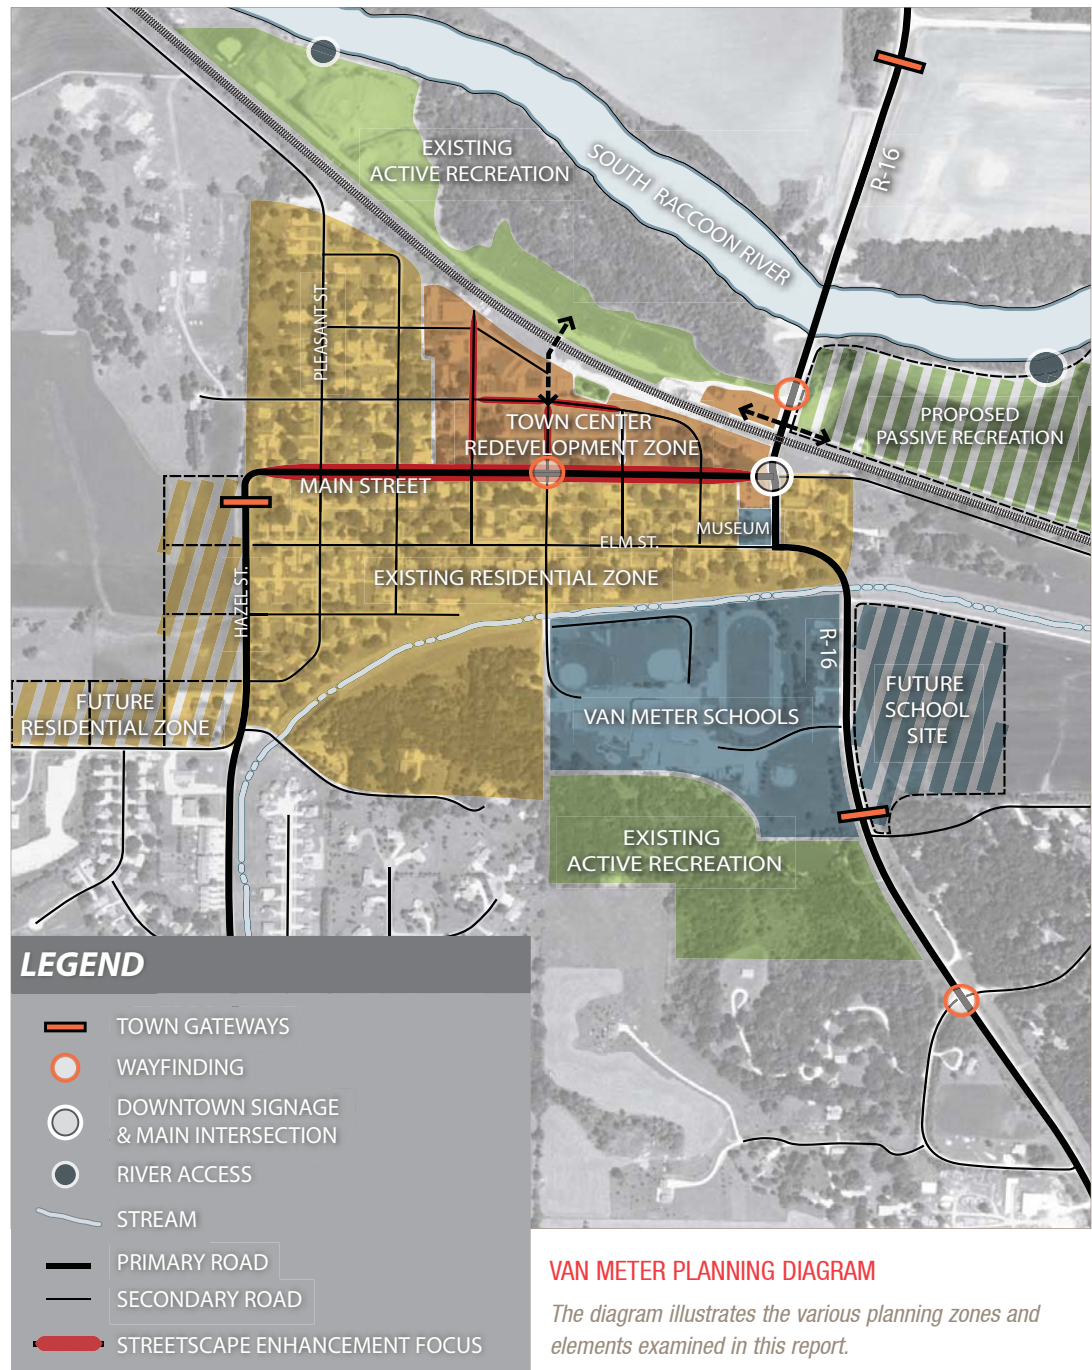 EXISTING
ACTIVE RECREATION
SOUTH RACCOON RIVER
R-16
PLEASANT ST.
PROPOSED
PASSIVE RECREATION
TOWN CENTER
REDEVELOPMENT ZONE
MAIN STREET
MUSEUM
ELM ST.
EXISTING RESIDENTIAL ZONE
HAZEL ST.
R-16
FUTURE
RESIDENTIAL ZONE
VAN METER SCHOOLS
FUTURE
SCHOOL
SITE
EXISTING
ACTIVE RECREATION
LEGEND
TOWN GATEWAYS
WAYFINDING
DOWNTOWN SIGNAGE
& MAIN INTERSECTION
RIVER ACCESS
STREAM
PRIMARY ROAD
SECONDARY ROAD
STREETSCAPE ENHANCEMENT FOCUS
VAN METER PLANNING DIAGRAM
The diagram illustrates the various planning zones and
elements examined in this report.